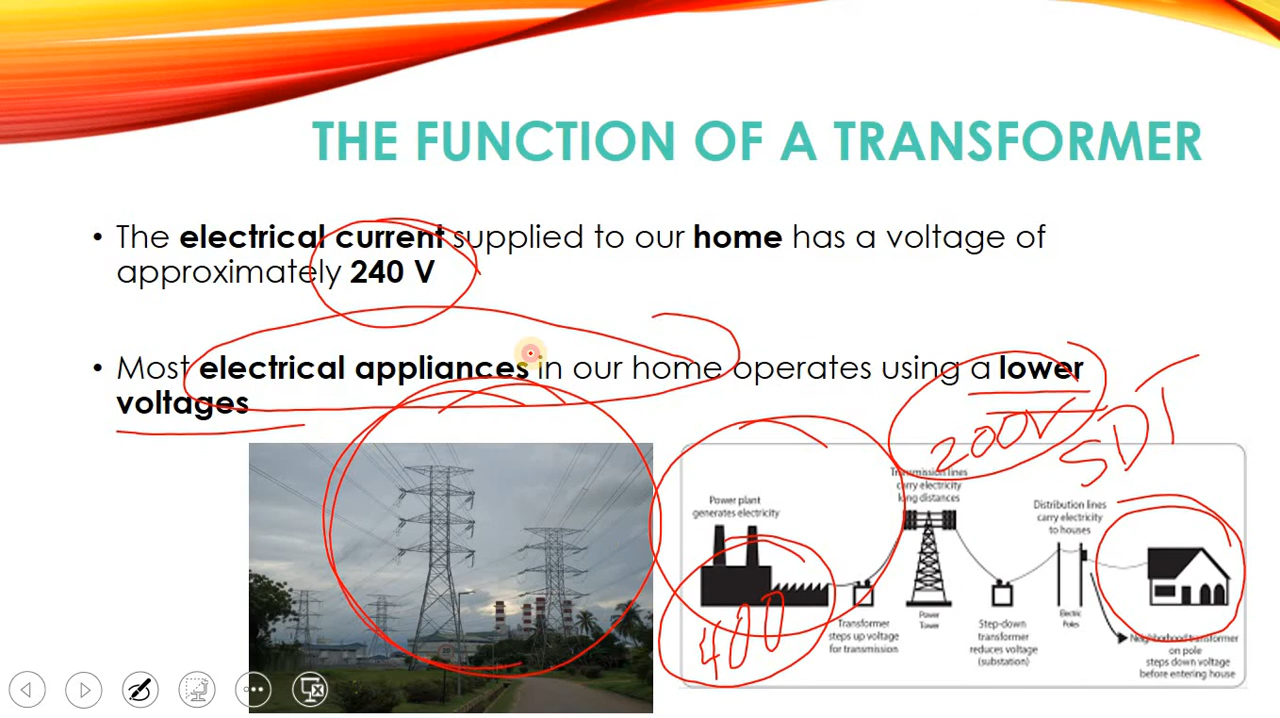 THE FUNCTION OF A TRANSFORMER
• The electrical current supplied to our home has a voltage of
approximately 240 V
• Most electrical appliances in our home operates using a lower
voltages
200V
SDT
400
Power plant
generates electricity
Transmission lines
carry electricity
long distances
Distribution lines
carry electricity
to houses
Transformer
steps up voltage
for transmission
Power
Tower
Step-down
transformer
reduces voltage
(substation)
Electric
Poles
Neighborhood transformer
on pole
steps down voltage
before entering house